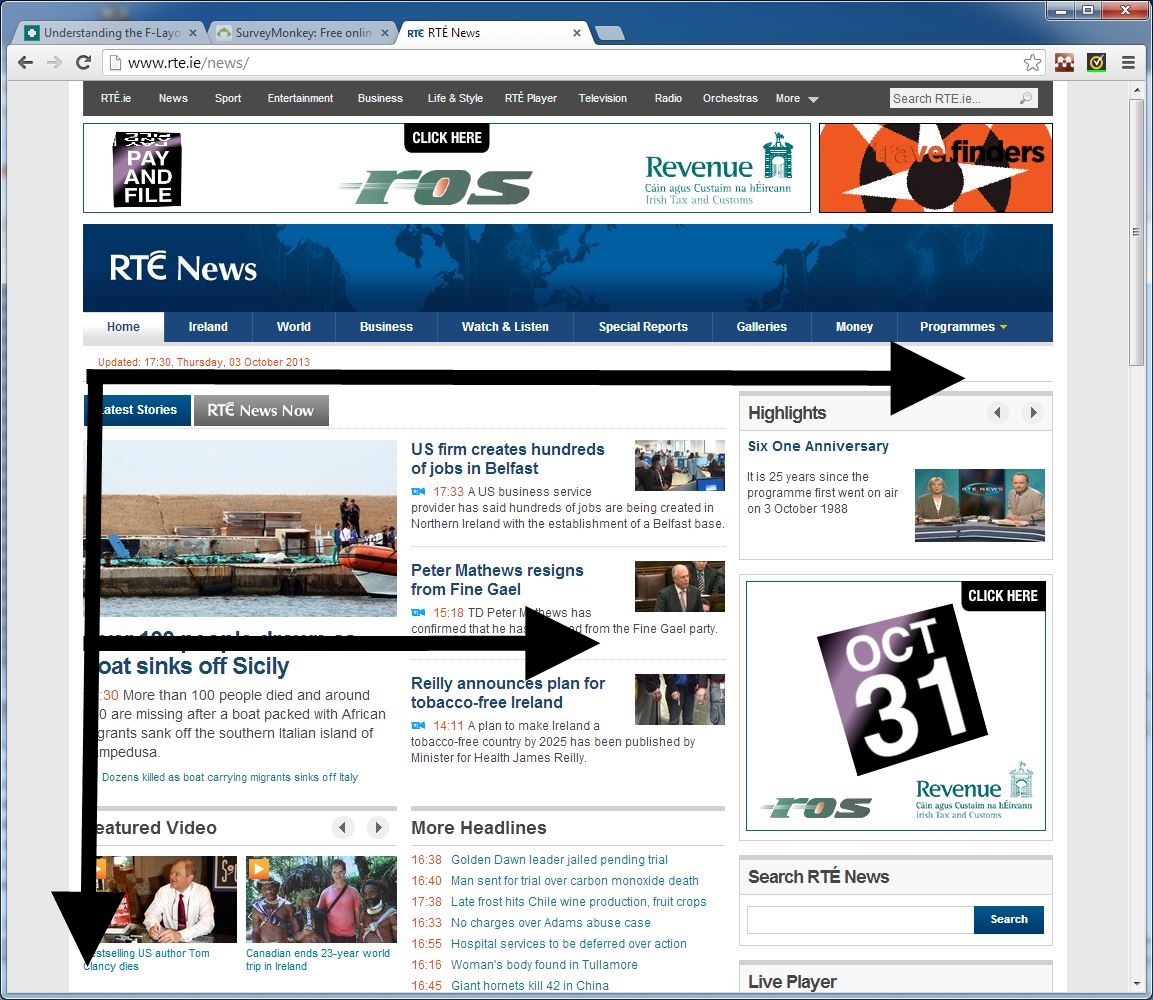 Understanding the F-Layo
SurveyMonkey: Free onlin
RTÉ RTÉ News
www.rte.ie/news/
RTÉ.ie News Sport Entertainment Business Life & Style RTÉ Player Television Radio Orchestras More
Search RTE.ie...
PAY
AND
FILE
CLICK HERE
ros
Revenue
Cáin agus Custaim na hÉireann
Irish Tax and Customs
travelfinders
RTÉ News
Home Ireland World Business Watch & Listen Special Reports Galleries Money Programmes
Updated: 17:30, Thursday, 03 October 2013
atest Stories
RTÉ News Now
oat sinks off Sicily
:30 More than 100 people died and around
0 are missing after a boat packed with African
grants sank off the southern Italian island of
mpedusa.
Dozens killed as boat carrying migrants sinks off Italy
US firm creates hundreds
of jobs in Belfast
17:33 A US business service
provider has said hundreds of jobs are being created in
Northern Ireland with the establishment of a Belfast base.
Peter Mathews resigns
from Fine Gael
15:18 TD Peter M hews has
confirmed that he has ed from the Fine Gael party.
Reilly announces plan for
tobacco-free Ireland
14:11 A plan to make Ireland a
tobacco-free country by 2025 has been published by
Minister for Health James Reilly.
Highlights
Six One Anniversary
It is 25 years since the
programme first went on air
on 3 October 1988
RTE NEWS
CLICK HERE
OCT
31
ros
Revenue
Cáin agus Custaim na hÉireann
Irish Tax and Customs
eatured Video
estselling US author Tom
Clancy dies
Canadian ends 23-year world
trip in Ireland
More Headlines
16:38 Golden Dawn leader jailed pending trial
16:40 Man sent for trial over carbon monoxide death
17:38 Late frost hits Chile wine production, fruit crops
16:33 No charges over Adams abuse case
16:55 Hospital services to be deferred over action
16:16 Woman's body found in Tullamore
16:45 Giant hornets kill 42 in China
Search RTÉ News
Search
Live Player